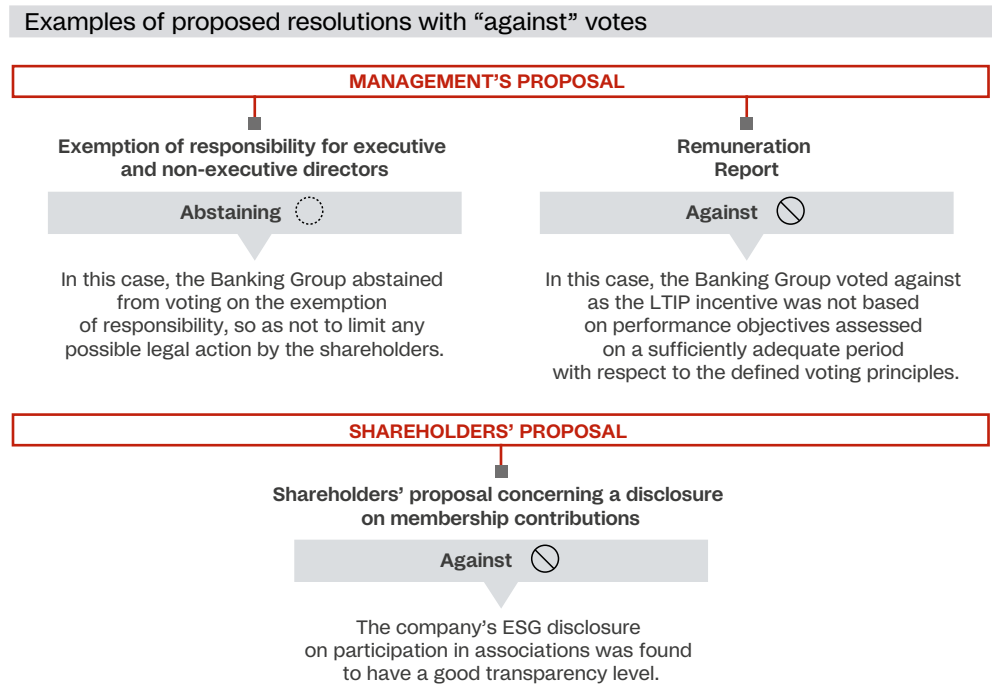 Examples of proposed resolutions with “against” votes
MANAGEMENT’S PROPOSAL
Exemption of responsibility for executive
and non-executive directors
Abstaining
In this case, the Banking Group abstained
from voting on the exemption
of responsibility, so as not to limit any
possible legal action by the shareholders.
Remuneration
Report
Against
In this case, the Banking Group voted against
as the LTIP incentive was not based
on performance objectives assessed
on a sufficiently adequate period
with respect to the defined voting principles.
SHAREHOLDERS’ PROPOSAL
Shareholders’ proposal concerning a disclosure
on membership contributions
Against
The company’s ESG disclosure
on participation in associations was found
to have a good transparency level.